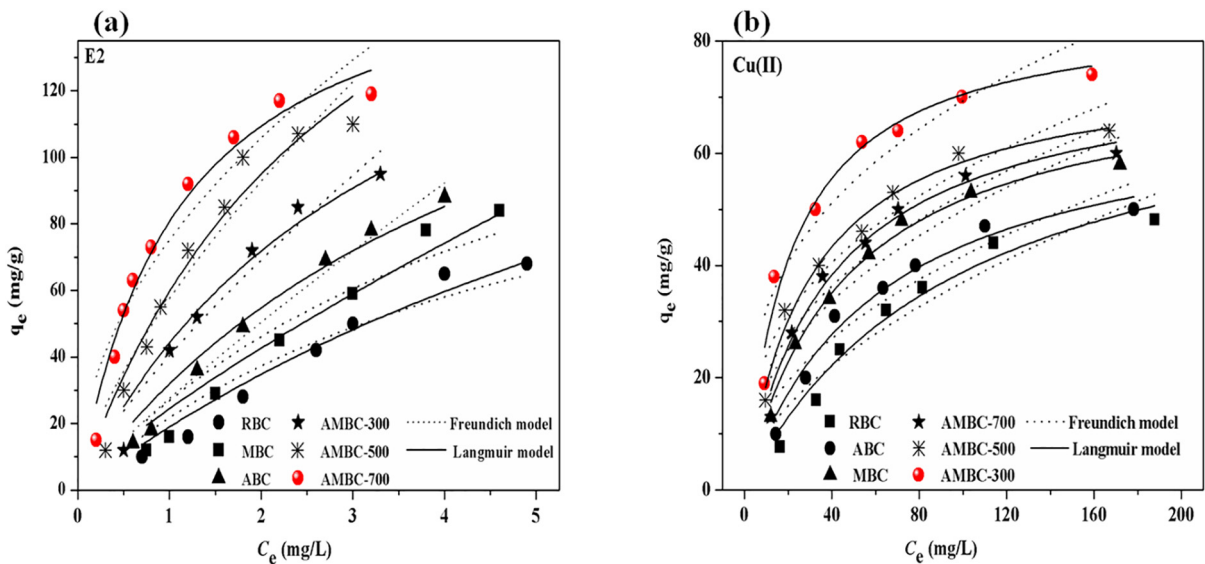 (a)
E2
qe (mg/g)
120
100
80
60
40
20
0
0
1
2
3
4
5
Ce (mg/L)
RBC
MBC
ABC
AMBC-300
AMBC-500
AMBC-700
Freundich model
Langmuir model
(b)
Cu(II)
qe (mg/g)
80
60
40
20
0
0
40
80
120
160
200
Ce (mg/L)
RBC
ABC
MBC
AMBC-700
AMBC-500
AMBC-300
Freundich model
Langmuir model